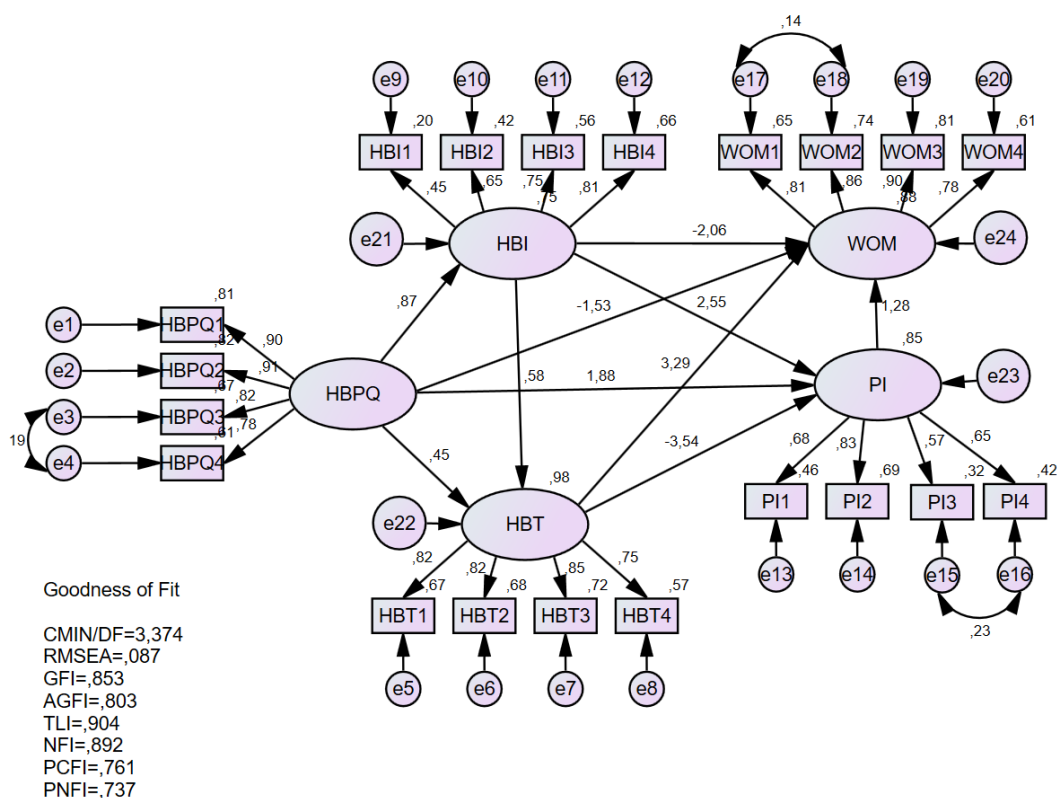 ,14
e9 e10 e11 e12 e17 e18 e19 e20
,20 ,42 ,56 ,66 ,65 ,74 ,81 ,61
HBI1 HBI2 HBI3 HBI4 WOM1 WOM2 WOM3 WOM4
,45 ,65 ,75 ,81 ,81 ,86 ,90 ,78
,75 ,88
e21 HBI -2,06 WOM e24
,87 -1,53 2,55 1,28
,81
e1 HBPQ1 ,90
,82
e2 HBPQ2 ,91
,67
e3 HBPQ3 ,82
,61
e4 HBPQ4 ,78
19
HBPQ ,58 1,88 3,29 PI ,85 e23
,45 -3,54
,68 ,83 ,57 ,65
,46 ,69 ,32 ,42
PI1 PI2 PI3 PI4
e13 e14 e15 e16
,23
e22 HBT ,98
,82 ,82 ,85 ,75
,67 ,68 ,72 ,57
HBT1 HBT2 HBT3 HBT4
e5 e6 e7 e8
Goodness of Fit
CMIN/DF=3,374
RMSEA=,087
GFI=,853
AGFI=,803
TLI=,904
NFI=,892
PCFI=,761
PNFI=,737